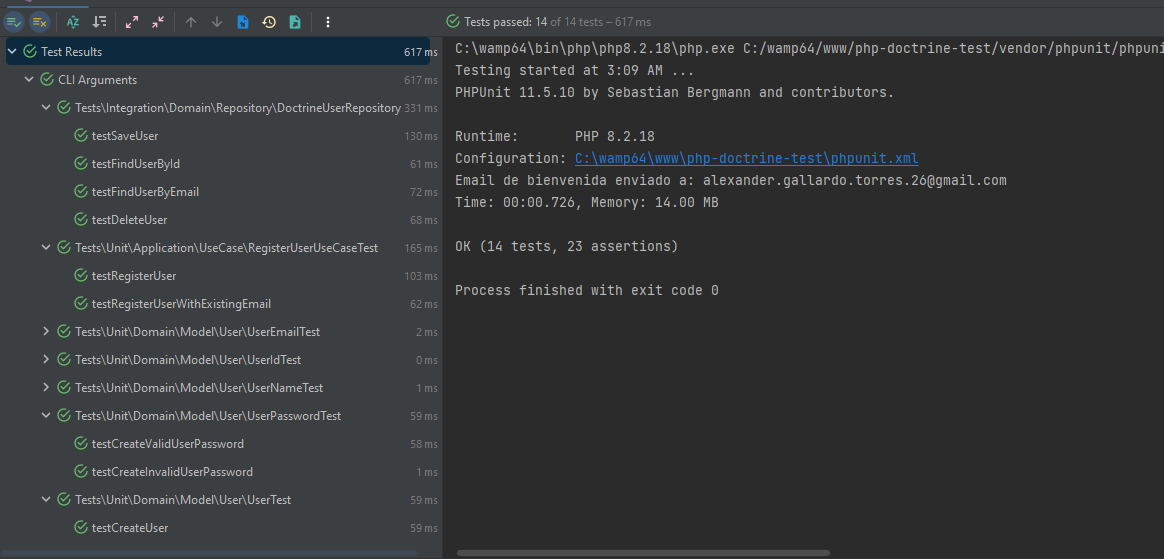 Tests passed: 14 of 14 tests – 617 ms
Test Results 617 ms
CLI Arguments 617 ms
Tests\Integration\Domain\Repository\DoctrineUserRepository 331 ms
testSaveUser 130 ms
testFindUserById 61 ms
testFindUserByEmail 72 ms
testDeleteUser 68 ms
Tests\Unit\Application\UseCase\RegisterUserUseCaseTest 165 ms
testRegisterUser 103 ms
testRegisterUserWithExistingEmail 62 ms
Tests\Unit\Domain\Model\User\UserEmailTest 2 ms
Tests\Unit\Domain\Model\User\UserIdTest 0 ms
Tests\Unit\Domain\Model\User\UserNameTest 1 ms
Tests\Unit\Domain\Model\User\UserPasswordTest 59 ms
testCreateValidUserPassword 58 ms
testCreateInvalidUserPassword 1 ms
Tests\Unit\Domain\Model\User\UserTest 59 ms
testCreateUser 59 ms
C:\wamp64\bin\php\php8.2.18\php.exe C:/wamp64/www/php-doctrine-test/vendor/phpunit/phpuni
Testing started at 3:09 AM ...
PHPUnit 11.5.10 by Sebastian Bergmann and contributors.
Runtime: PHP 8.2.18
Configuration: C:\wamp64\www\php-doctrine-test\phpunit.xml
Email de bienvenida enviado a: alexander.gallardo.torres.26@gmail.com
Time: 00:00.726, Memory: 14.00 MB
OK (14 tests, 23 assertions)
Process finished with exit code 0